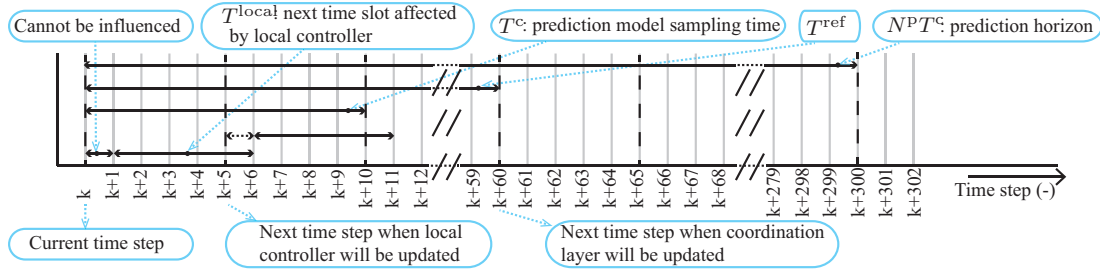 Cannot be influenced
T^local: next time slot affected
by local controller
T^c: prediction model sampling time
T^ref
N^pT^c: prediction horizon
k
k+1
k+2
k+3
k+4
k+5
k+6
k+7
k+8
k+9
k+10
k+11
k+12
k+59
k+60
k+61
k+62
k+63
k+64
k+65
k+66
k+67
k+68
k+279
k+298
k+299
k+300
k+301
k+302
Time step (-)
Current time step
Next time step when local
controller will be updated
Next time step when coordination
layer will be updated